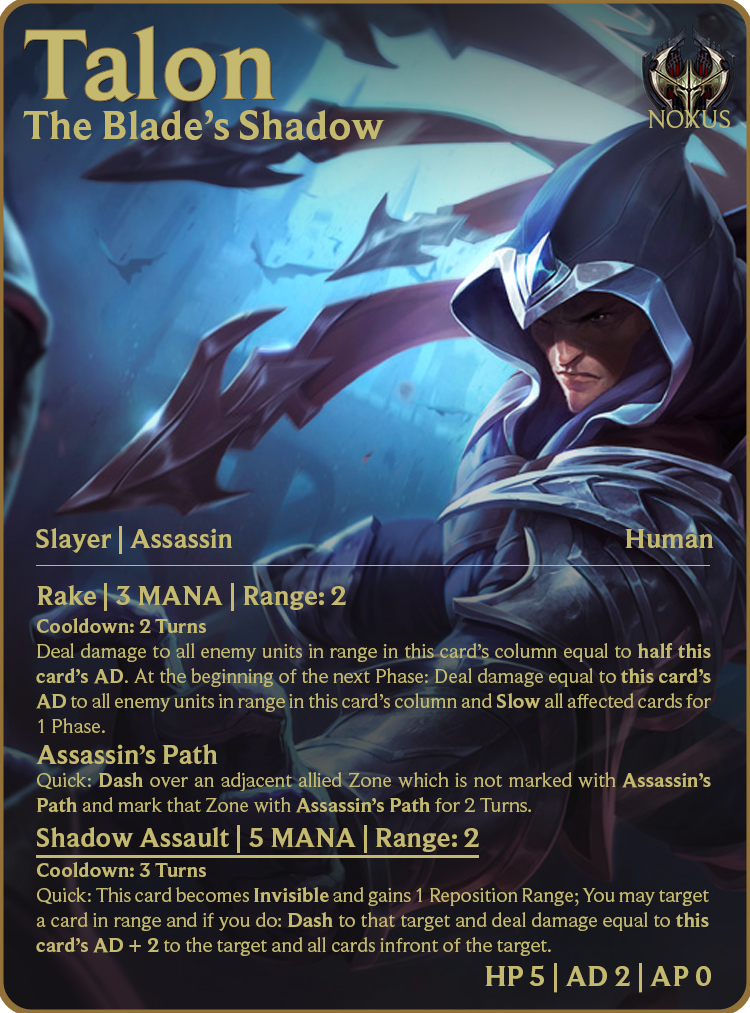 Talon
NOXUS
The Blade's Shadow
Slayer | Assassin
Human
Rake | 3 MANA | Range: 2
Cooldown: 2 Turns
Deal damage to all enemy units in range in this card's column equal to half this
card's AD. At the beginning of the next Phase: Deal damage equal to this card's
AD to all enemy units in range in this card's column and Slow all affected cards for
1 Phase.
Assassin's Path
Quick: Dash over an adjacent allied Zone which is not marked with Assassin's
Path and mark that Zone with Assassin's Path for 2 Turns.
Shadow Assault | 5 MANA | Range: 2
Cooldown: 3 Turns
Quick: This card becomes Invisible and gains 1 Reposition Range; You may target
a card in range and if you do: Dash to that target and deal damage equal to this
card's AD + 2 to the target and all cards infront of the target.
HP 5 | AD 2 | AP 0